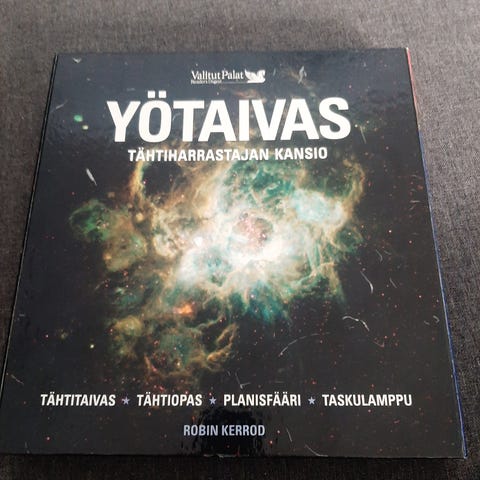 Valitut Palat
Reader's Digest
YÖTAIVAS
TÄHTIHARRASTAJAN KANSIO
TÄHTITAIVAS ★ TÄHTIOPAS ★ PLANISFÄÄRI ★ TASKULAMPPU
ROBIN KERROD